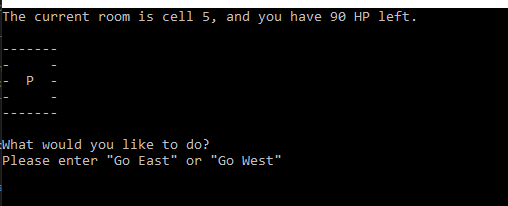 The current room is cell 5, and you have 90 HP left.
-------
-     -
-  P  -
-     -
-------
What would you like to do?
Please enter "Go East" or "Go West"